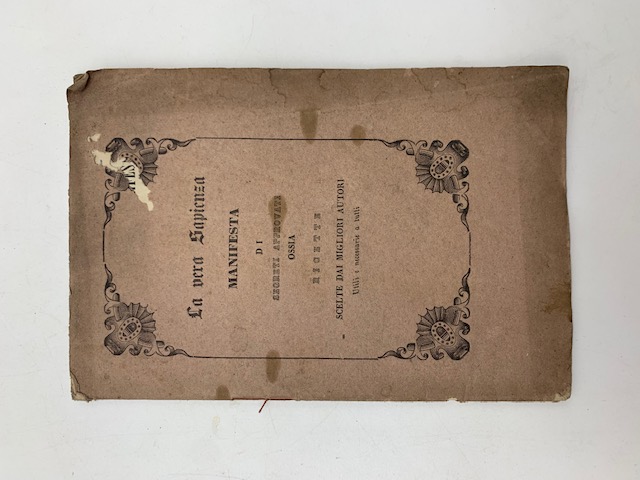 La vera Sapienza
MANIFESTA
DI
SEGRETI APPROVATI
OSSIA
RICETTE
SCELTE DAI MIGLIORI AUTORI
Utili e necessarie a tutti